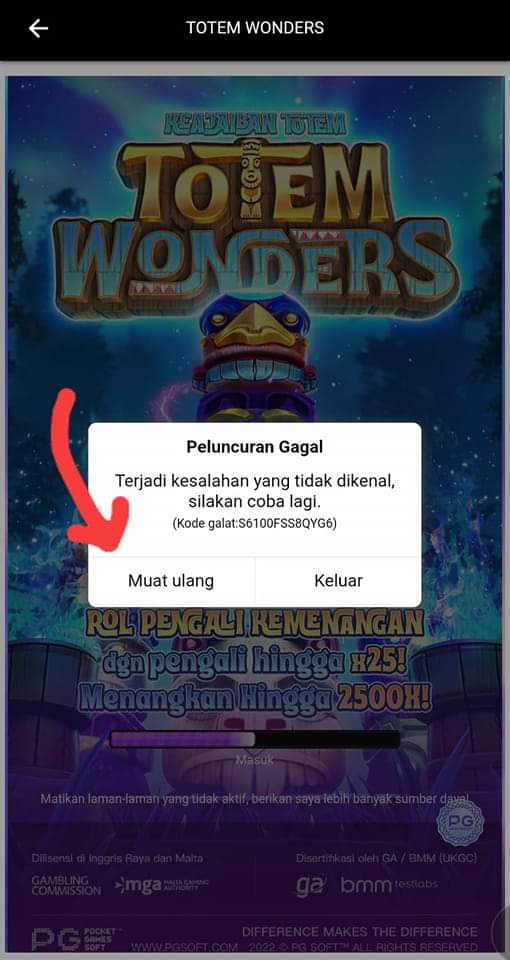 TOTEM WONDERS
KEAJAIBAN TOTEM
TOTEM
WONDERS
Peluncuran Gagal
Terjadi kesalahan yang tidak dikenal,
silakan coba lagi.
(Kode galat:S6100FSS8QYG6)
Muat ulang Keluar
ROL PENGALI KEMENANGAN
dgn pengali hingga x25!
Menangkan Hingga 2500X!
Masuk
Matikan laman-laman yang tidak aktif, berikan saya lebih banyak sumber daya!
PG
Dilisensi di Inggris Raya dan Malta
Disertifikasi oleh GA / BMM (UKGC)
GAMBLING
COMMISSION
mga MALTA GAMING
AUTHORITY
ga bmm testlabs
PG POCKET
GAMES
SOFT
DIFFERENCE MAKES THE DIFFERENCE
WWW.PGSOFT.COM 2022 © PG SOFT™ ALL RIGHTS RESERVED